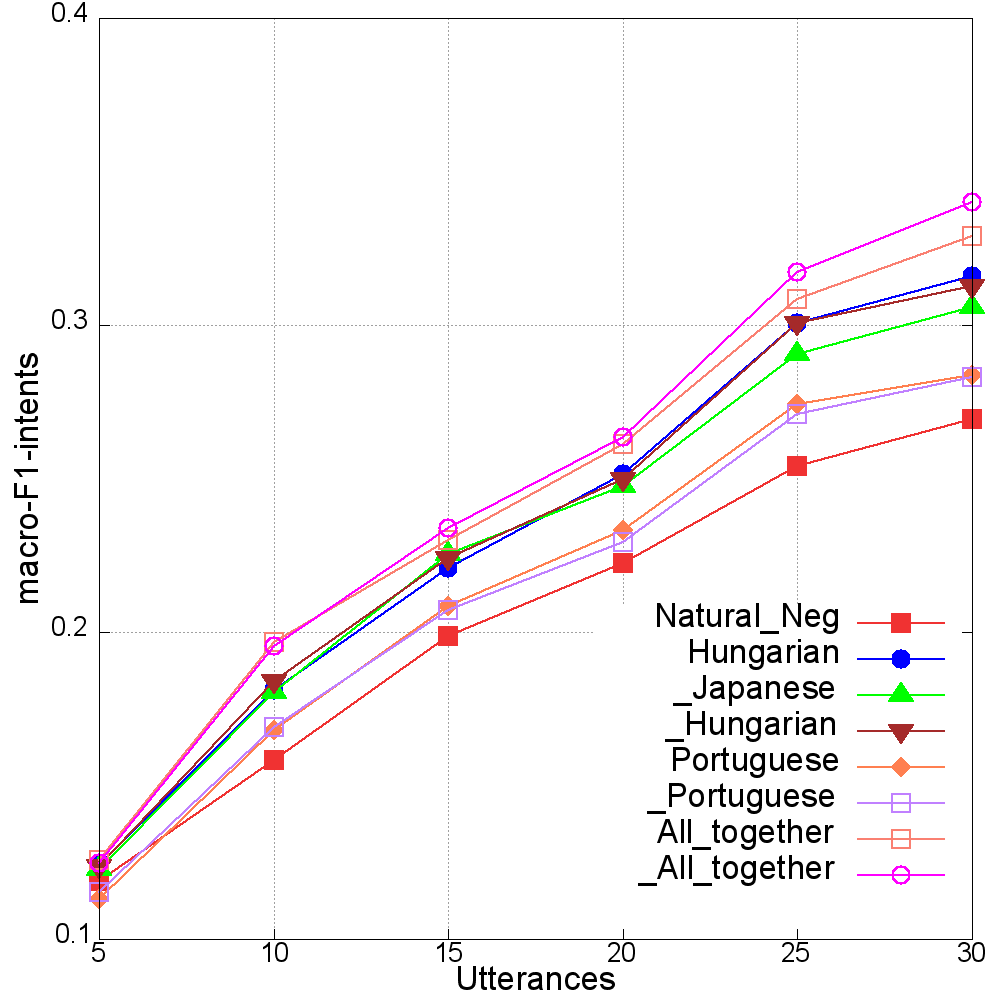 0.4
0.3
0.2
0.1
macro-F1-intents
Natural_Neg
Hungarian
_Japanese
_Hungarian
Portuguese
_Portuguese
All_together
_All_together
5 10 15 20 25 30
Utterances